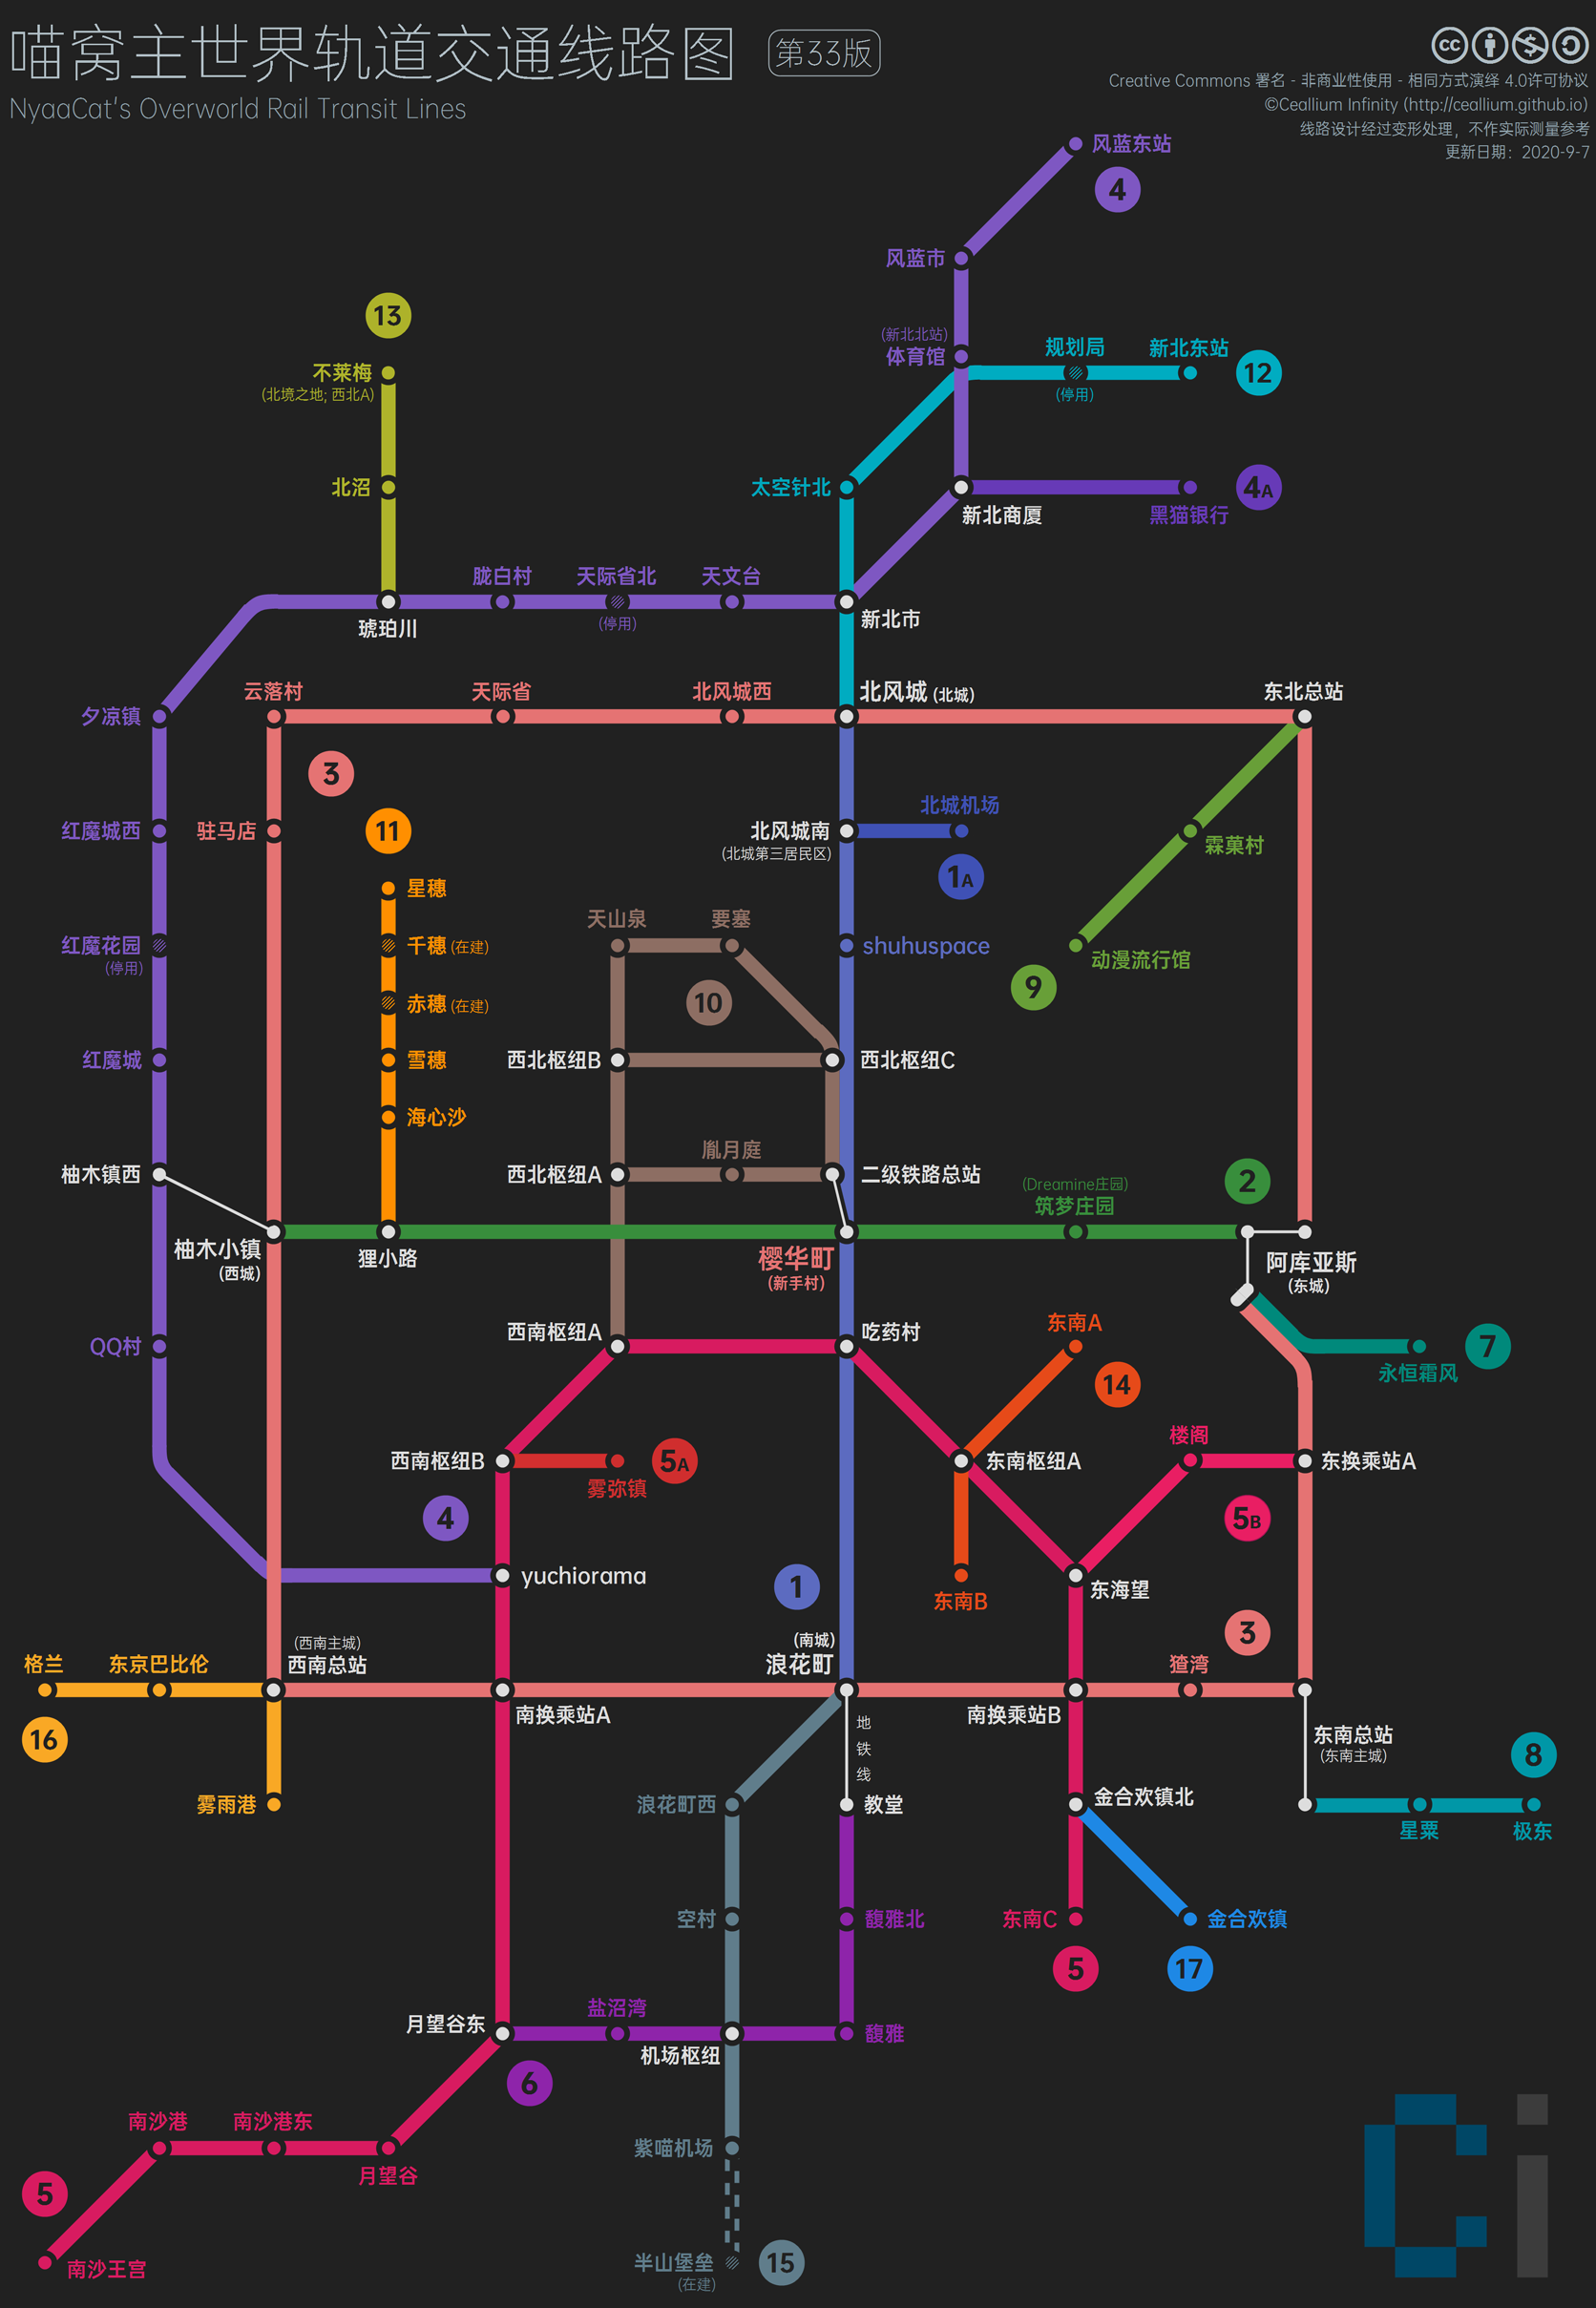 喵窝主世界轨道交通线路图
第33版
NyaaCat's Overworld Rail Transit Lines
Creative Commons 署名 - 非商业性使用 - 相同方式演绎 4.0许可协议
©Ceallium Infinity (http://ceallium.github.io)
线路设计经过变形处理，不作实际测量参考
更新日期：2020-9-7
风蓝东站
4
风蓝市
13
(新北北站)
体育馆
规划局
(停用)
新北东站
12
不莱梅
(北境之地; 西北A)
北沼
太空针北
新北商厦
黑猫银行
4A
胧白村
天际省北
(停用)
天文台
琥珀川
新北市
云落村
天际省
北风城西
北风城 (北城)
东北总站
夕凉镇
3
11
北城机场
红魔城西
驻马店
北风城南
(北城第三居民区)
霖菓村
1A
星穗
天山泉
要塞
红魔花园
(停用)
千穗 (在建)
shuhuspace
动漫流行馆
9
10
赤穗 (在建)
红魔城
雪穗
西北枢纽B
西北枢纽C
海心沙
胤月庭
柚木镇西
西北枢纽A
二级铁路总站
(Dreamine庄园)
筑梦庄园
2
柚木小镇
(西城)
狸小路
樱华町
(新手村)
阿库亚斯
(东城)
QQ村
西南枢纽A
吃药村
东南A
14
7
永恒霜风
西南枢纽B
5A
雾弥镇
东南枢纽A
楼阁
东换乘站A
4
5B
yuchiorama
1
东南B
东海望
3
格兰
东京巴比伦
(西南主城)
西南总站
(南城)
浪花町
猹湾
16
南换乘站A
地
铁
线
南换乘站B
东南总站
(东南主城)
8
雾雨港
浪花町西
教堂
金合欢镇北
星粟
极东
空村
馥雅北
东南C
金合欢镇
5
17
月望谷东
盐沼湾
机场枢纽
馥雅
6
南沙港
南沙港东
月望谷
紫喵机场
5
南沙王宫
半山堡垒
(在建)
15
Ci